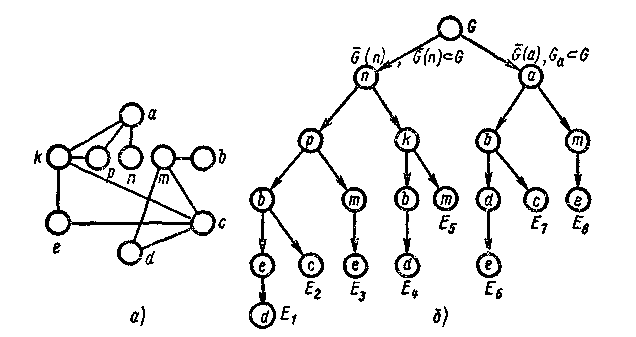 G
G̅(n), G̅(n)⊂G
G̅(a), Gₐ⊂G
n
a
a
k
p
n
m
b
p
k
b
m
e
c
d
b
m
b
m
E₅
d
c
E₇
e
E₈
e
c
E₂
e
E₃
d
E₄
e
E₆
d
E₁
а)
б)